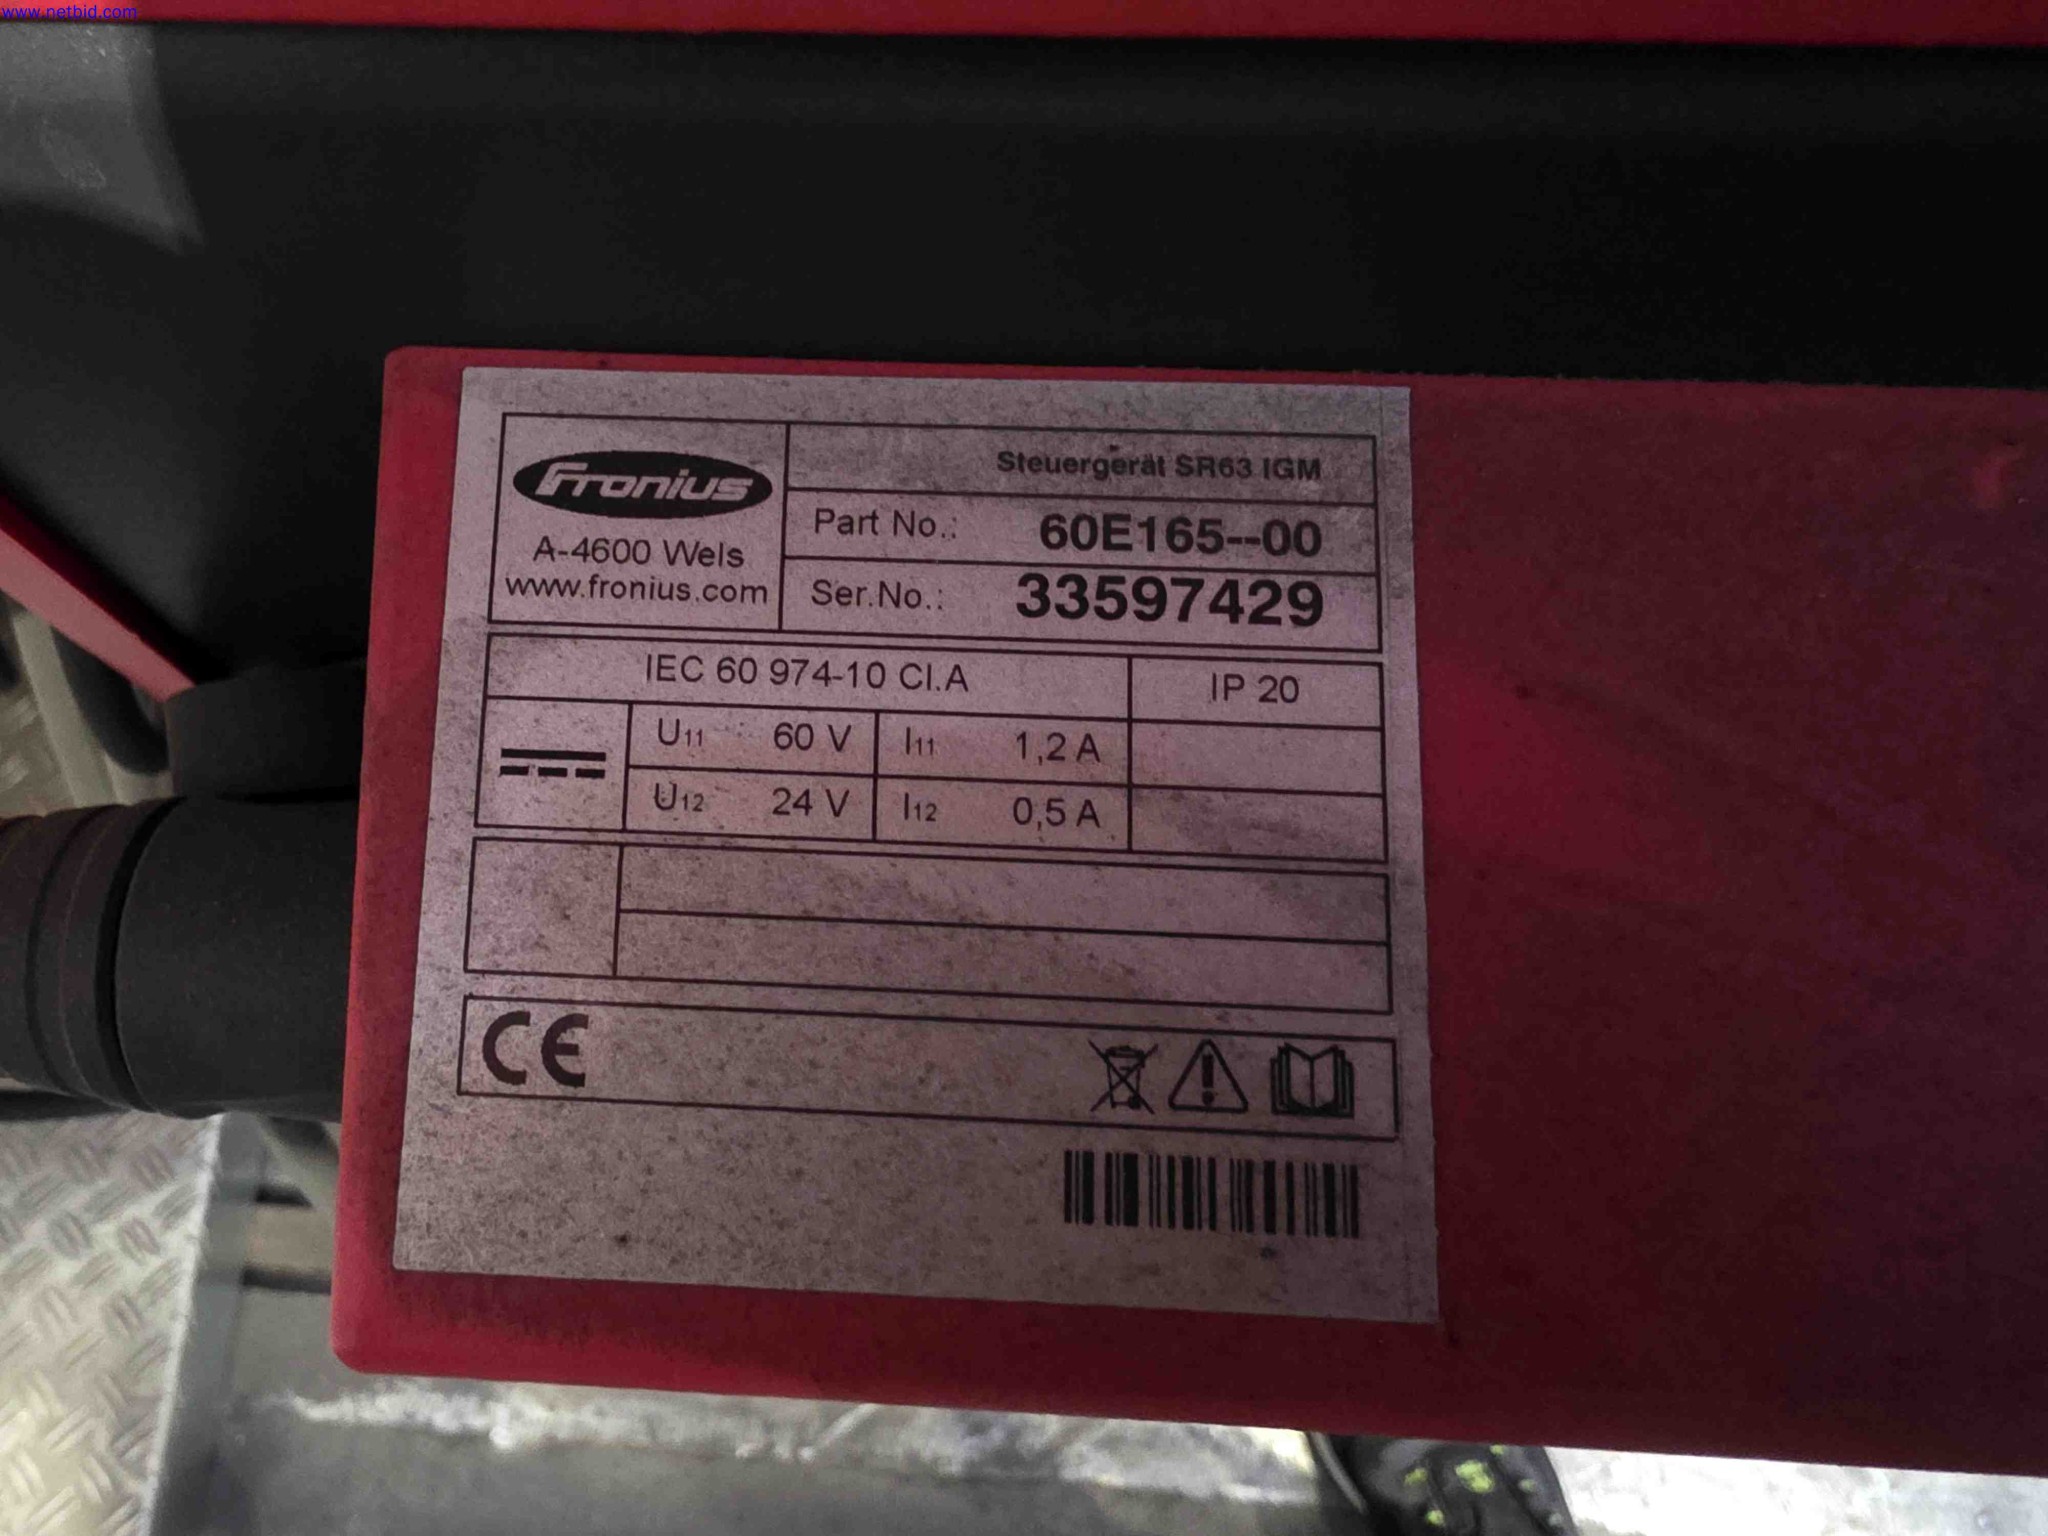 www.netbid.com
Fronius
A-4600 Wels
www.fronius.com
Steuergerät SR63 IGM
Part No.: 60E165--00
Ser.No.: 33597429
IEC 60 974-10 Cl.A IP 20
U11 60 V I11 1,2 A
U12 24 V I12 0,5 A
CE